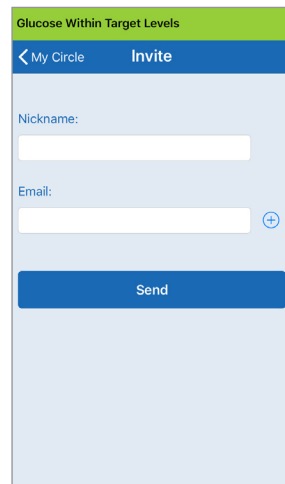 Glucose Within Target Levels
My Circle Invite
Nickname:
Email:
Send